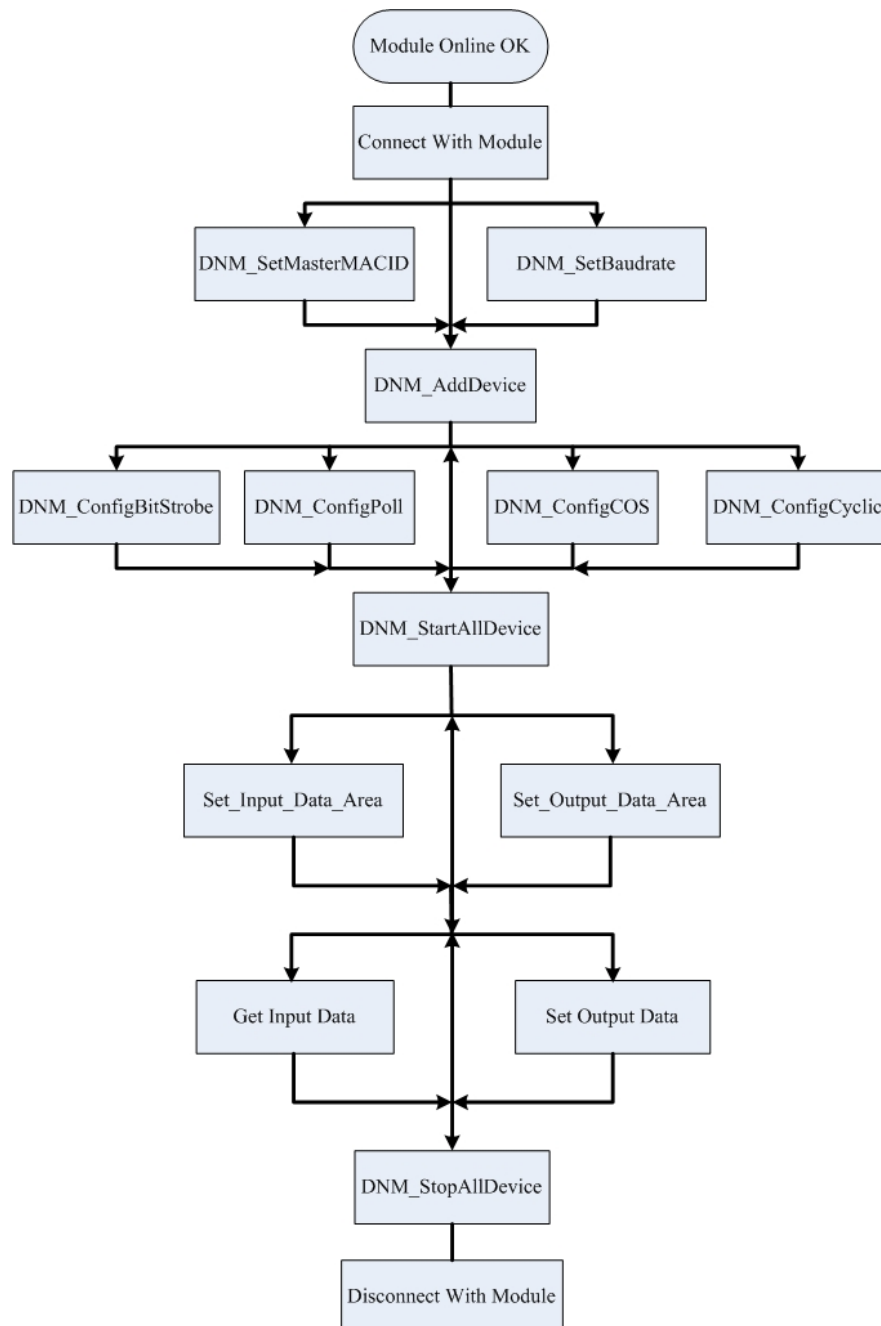 Module Online OK
Connect With Module
DNM_SetMasterMACID
DNM_SetBaudrate
DNM_AddDevice
DNM_ConfigBitStrobe
DNM_ConfigPoll
DNM_ConfigCOS
DNM_ConfigCyclic
DNM_StartAllDevice
Set_Input_Data_Area
Set_Output_Data_Area
Get Input Data
Set Output Data
DNM_StopAllDevice
Disconnect With Module